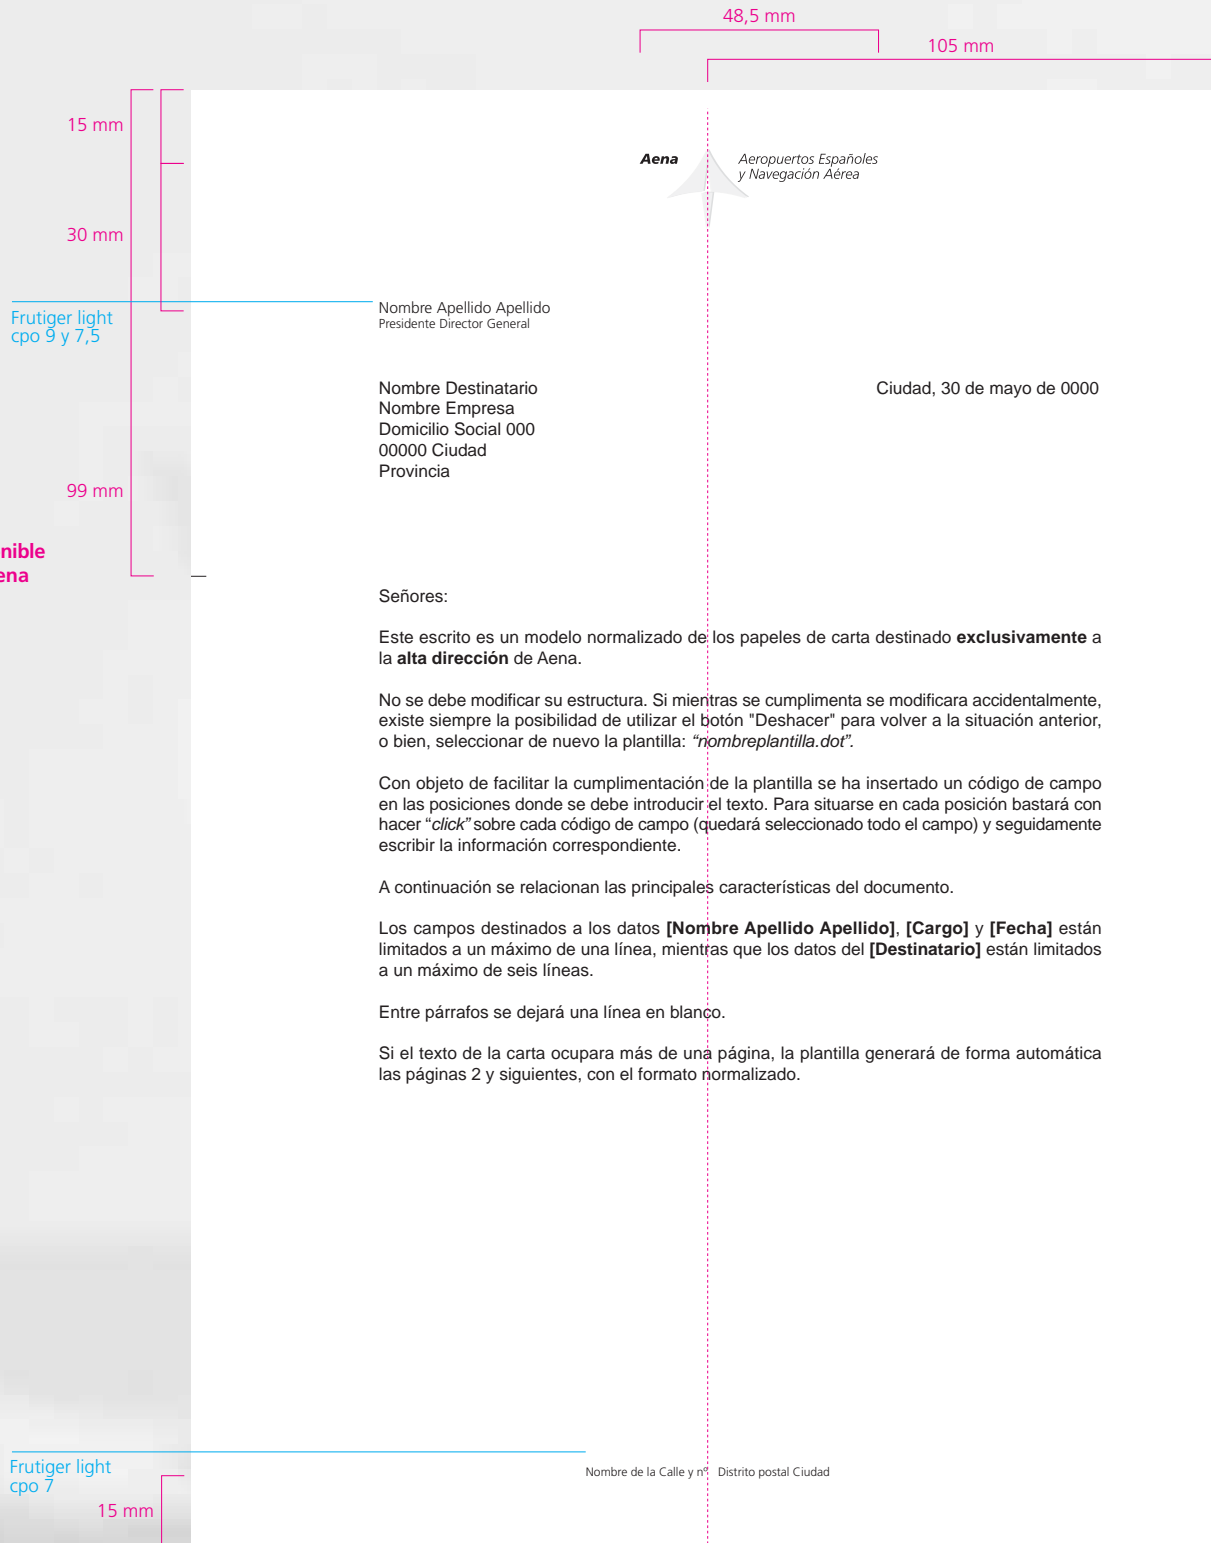 48,5 mm
105 mm
15 mm
Aena
Aeropuertos Españoles
y Navegación Aérea
30 mm
Frutiger light
cpo 9 y 7,5
Nombre Apellido Apellido
Presidente Director General
Nombre Destinatario
Ciudad, 30 de mayo de 0000
Nombre Empresa
Domicilio Social 000
00000 Ciudad
Provincia
99 mm
nible
ena
Señores:
Este escrito es un modelo normalizado de los papeles de carta destinado exclusivamente a
la alta dirección de Aena.
No se debe modificar su estructura. Si mientras se cumplimenta se modificara accidentalmente,
existe siempre la posibilidad de utilizar el botón "Deshacer" para volver a la situación anterior,
o bien, seleccionar de nuevo la plantilla: “nombreplantilla.dot”.
Con objeto de facilitar la cumplimentación de la plantilla se ha insertado un código de campo
en las posiciones donde se debe introducir el texto. Para situarse en cada posición bastará con
hacer “click” sobre cada código de campo (quedará seleccionado todo el campo) y seguidamente
escribir la información correspondiente.
A continuación se relacionan las principales características del documento.
Los campos destinados a los datos [Nombre Apellido Apellido], [Cargo] y [Fecha] están
limitados a un máximo de una línea, mientras que los datos del [Destinatario] están limitados
a un máximo de seis líneas.
Entre párrafos se dejará una línea en blanco.
Si el texto de la carta ocupara más de una página, la plantilla generará de forma automática
las páginas 2 y siguientes, con el formato normalizado.
Frutiger light
cpo 7
Nombre de la Calle y nº Distrito postal Ciudad
15 mm